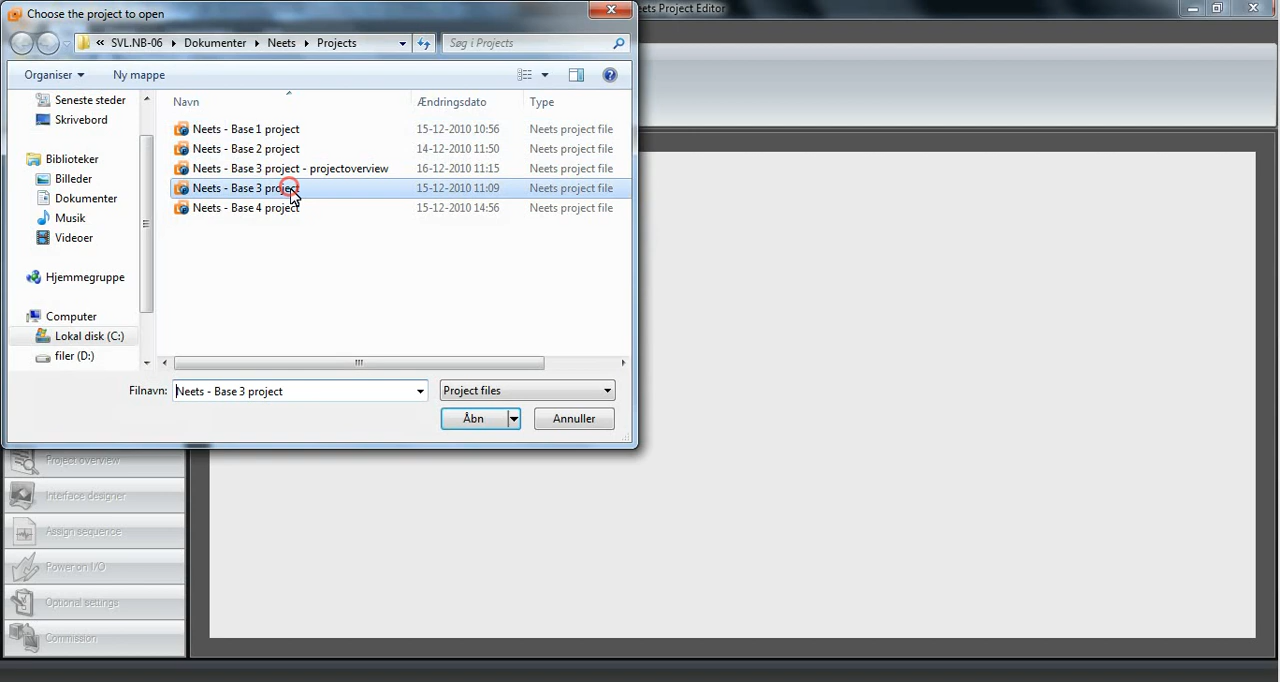 Choose the project to open
eets Project Editor
« SVL.NB-06 Dokumenter Neets Projects
Søg i Projects
Organiser Ny mappe
Navn Ændringsdato Type
Neets - Base 1 project 15-12-2010 10:56 Neets project file
Neets - Base 2 project 14-12-2010 11:50 Neets project file
Neets - Base 3 project - projectoverview 16-12-2010 11:15 Neets project file
Neets - Base 3 project 15-12-2010 11:09 Neets project file
Neets - Base 4 project 15-12-2010 14:56 Neets project file
Seneste steder
Skrivebord
Biblioteker
Billeder
Dokumenter
Musik
Videoer
Hjemmegruppe
Computer
Lokal disk (C:)
filer (D:)
Filnavn: Neets - Base 3 project
Project files
Åbn Annuller
Project overview
Interface designer
Assign sequence
Power on I/O
Optional settings
Commission